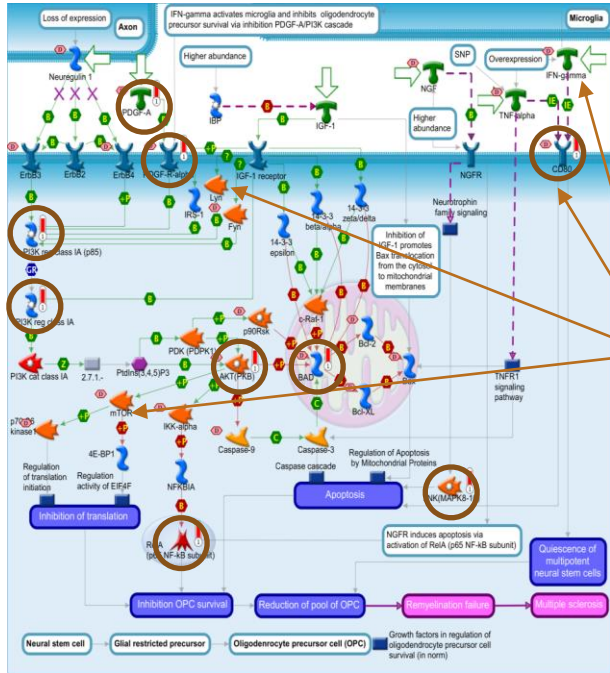 Loss of expression
Axon
IFN-gamma activates microglia and inhibits oligodendrocyte
precursor survival via inhibition PDGF-A/PI3K cascade
Microglia
Neuregulin 1
PDGF-A
Higher abundance
IBP
IGF-1
NGF
SNP
Overexpression
IFN-gamma
TNF-alpha
Higher
abundance
ErbB3
ErbB2
ErbB4
PDGF-R-alpha
IGF-1 receptor
NGFR
CD80
IRS-1
Lyn
Fyn
14-3-3
epsilon
14-3-3
beta/alpha
14-3-3
zeta/delta
Neurotrophin
family signaling
PI3K reg class IA (p85)
Inhibition of
IGF-1 promotes
Bax translocation
from the cytosol
to mitochondrial
membranes
PI3K reg class IA
p90Rsk
c-Raf-1
Bcl-2
PDK (PDPK1)
PI3K cat class IA
2.7.1.-
PtdIns(3,4,5)P3
AKT(PKB)
BAD
Bax
Bcl-XL
TNFR1
signaling
pathway
mTOR
kinase1
IKK-alpha
4E-BP1
Caspase-9
Caspase-3
Regulation
of translation
initiation
Regulation
activity of EIF4F
NFKBIA
Caspase cascade
Regulation of Apoptosis
by Mitochondrial Proteins
Apoptosis
Inhibition of translation
NGFR induces apoptosis via
activation of RelA (p65 NF-kB subunit)
Quiescence of
multipotent
neural stem cells
Inhibition OPC survival
Reduction of pool of OPC
Remyelination failure
Multiple sclerosis
Neural stem cell
Glial restricted precursor
Oligodendrocyte precursor cell (OPC)
Growth factors in regulation of
oligodendrocyte precursor cell
survival (in norm)